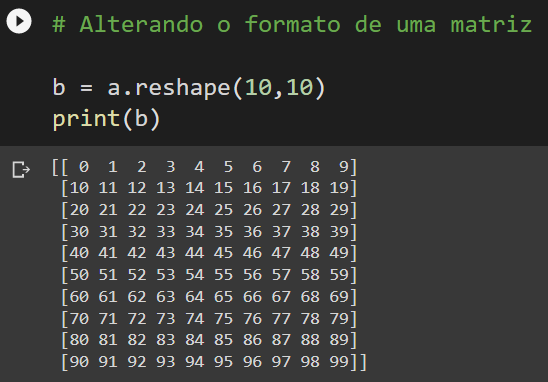 # Alterando o formato de uma matriz
b = a.reshape(10,10)
print(b)
[[ 0  1  2  3  4  5  6  7  8  9]
 [10 11 12 13 14 15 16 17 18 19]
 [20 21 22 23 24 25 26 27 28 29]
 [30 31 32 33 34 35 36 37 38 39]
 [40 41 42 43 44 45 46 47 48 49]
 [50 51 52 53 54 55 56 57 58 59]
 [60 61 62 63 64 65 66 67 68 69]
 [70 71 72 73 74 75 76 77 78 79]
 [80 81 82 83 84 85 86 87 88 89]
 [90 91 92 93 94 95 96 97 98 99]]